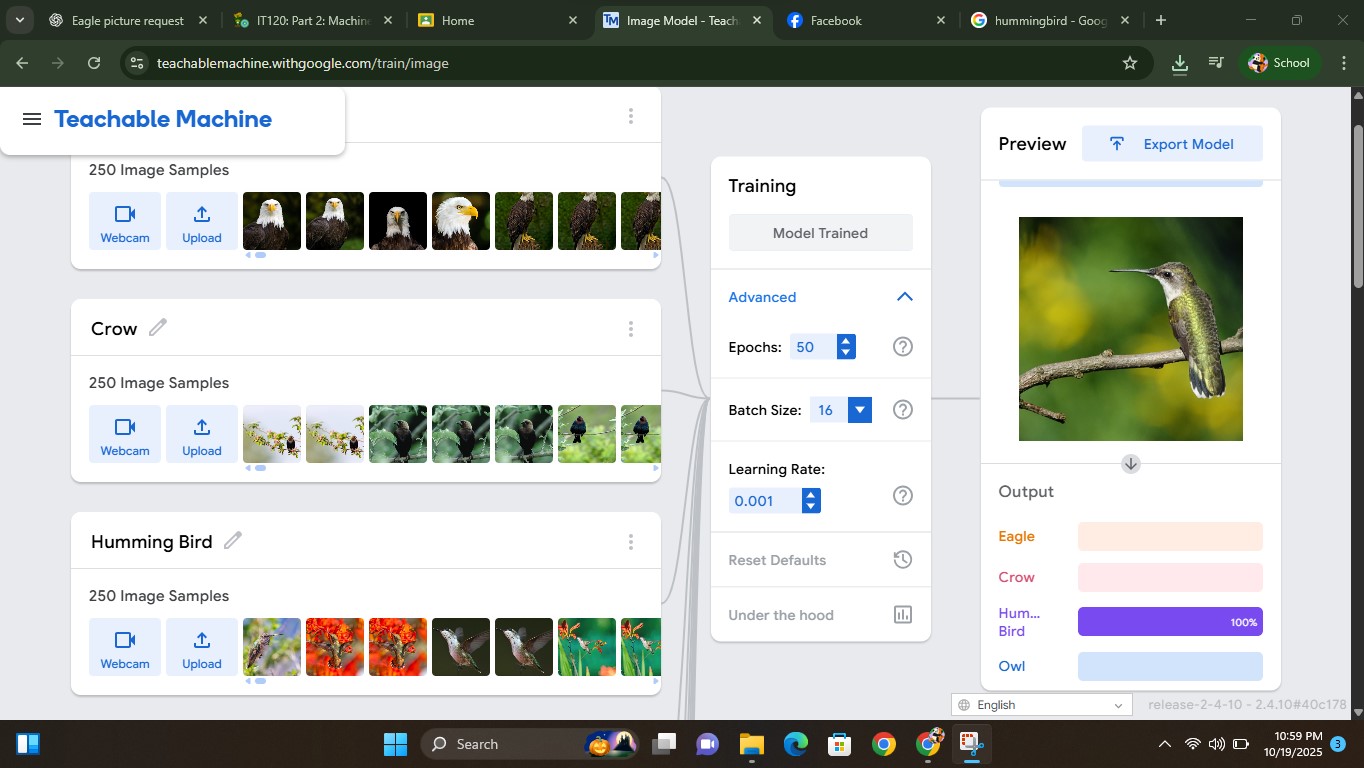 Eagle picture request
IT120: Part 2: Machine
Home
Image Model - Teach
Facebook
hummingbird - Goog
teachablemachine.withgoogle.com/train/image
School
Teachable Machine
250 Image Samples
Webcam
Upload
Crow
250 Image Samples
Webcam
Upload
Humming Bird
250 Image Samples
Webcam
Upload
Training
Model Trained
Advanced
Epochs: 50
Batch Size: 16
Learning Rate:
0.001
Reset Defaults
Under the hood
Preview
Export Model
Output
Eagle
Crow
Hum...
Bird
100%
Owl
English
release-2-4-10 - 2.4.10#40c178
Search
10:59 PM
10/19/2025
3